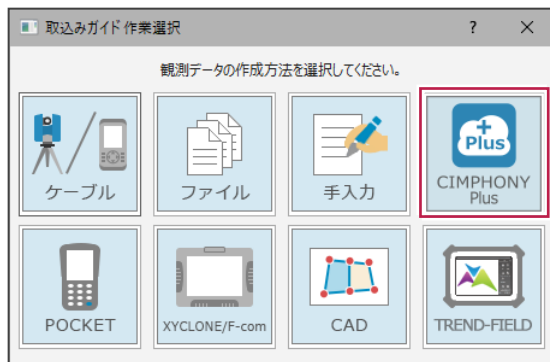 取込みガイド 作業選択
?
観測データの作成方法を選択してください。
ケーブル
ファイル
手入力
Plus
CIMPHONY
Plus
POCKET
XYCLONE/F-com
CAD
TREND-FIELD